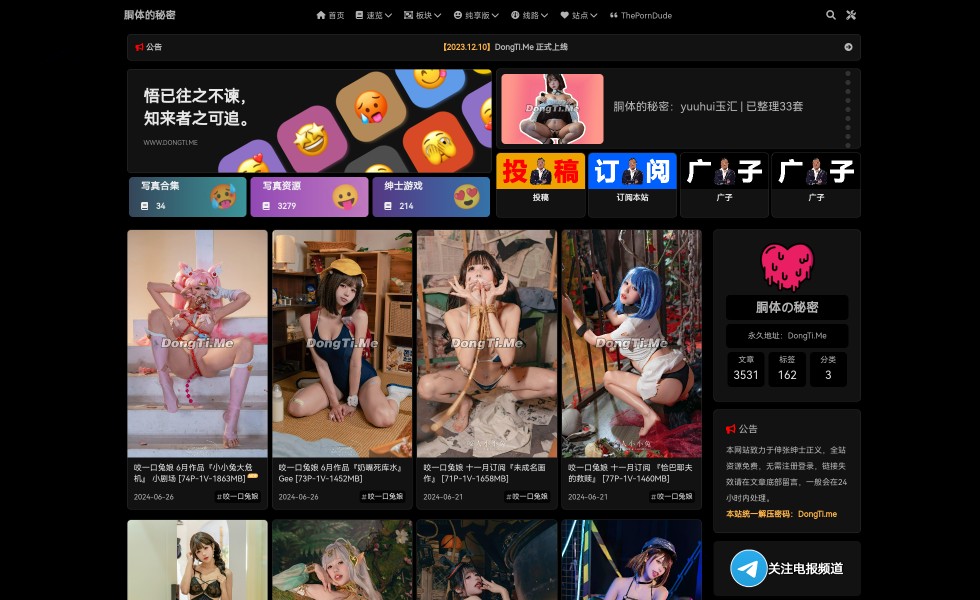 胴体的秘密
首页 速览 板块 纯享版 线路 站点 ThePornDude
公告
【2023.12.10】DongTi.Me 正式上线
悟已往之不谏，
知来者之可追。
WWW.DONGTI.ME
DongTi.Me
胴体的秘密：yuuhui玉汇 | 已整理33套
写真合集
34
写真资源
3279
绅士游戏
214
投稿
订阅
广子
广子
投稿
订阅本站
广子
广子
DongTi.Me
DongTi.Me
DongTi.Me
DongTi.Me
咬一口兔娘 6月作品『小小兔大危
机』 小剧场 [74P-1V-1863MB]
2024-06-26
#咬一口兔娘
咬一口兔娘 6月作品『奶嘴死库水』
Gee [73P-1V-1452MB]
2024-06-26
#咬一口兔娘
咬一口兔娘 十一月订阅『未成名画
作』 [71P-1V-1658MB]
2024-06-21
#咬一口兔娘
咬一口兔娘 十一月订阅 『恰巴耶夫
的救赎』 [77P-1V-1460MB]
2024-06-21
#咬一口兔娘
胴体の秘密
永久地址：DongTi.Me
文章 标签 分类
3531 162 3
公告
本网站致力于伸张绅士正义，全站
资源免费，无需注册登录，链接失
效请在文章底部留言，一般会在24
小时内处理。
本站统一解压密码：DongTi.me
关注电报频道